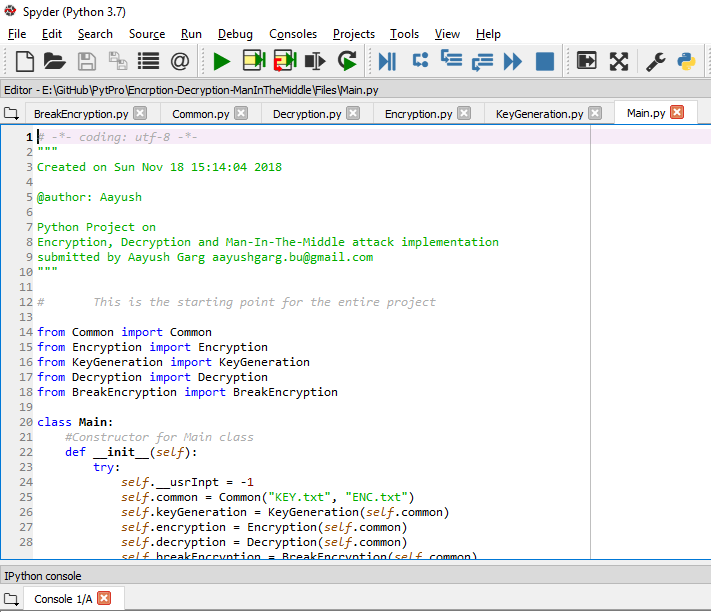 Spyder (Python 3.7)
File Edit Search Source Run Debug Consoles Projects Tools View Help
Editor - E:\GitHub\PytPro\Encrption-Decryption-ManInTheMiddle\Files\Main.py
BreakEncryption.py Common.py Decryption.py Encryption.py KeyGeneration.py Main.py
1 # -*- coding: utf-8 -*-
2 """
3 Created on Sun Nov 18 15:14:04 2018
4
5 @author: Aayush
6
7 Python Project on
8 Encryption, Decryption and Man-In-The-Middle attack implementation
9 submitted by Aayush Garg aayushgarg.bu@gmail.com
10 """
11
12 #       This is the starting point for the entire project
13
14 from Common import Common
15 from Encryption import Encryption
16 from KeyGeneration import KeyGeneration
17 from Decryption import Decryption
18 from BreakEncryption import BreakEncryption
19
20 class Main:
21     #Constructor for Main class
22     def __init__(self):
23         try:
24             self.__usrInpt = -1
25             self.common = Common("KEY.txt", "ENC.txt")
26             self.keyGeneration = KeyGeneration(self.common)
27             self.encryption = Encryption(self.common)
28             self.decryption = Decryption(self.common)
self.breakEncryption = BreakEncryption(self.common)
IPython console
Console 1/A